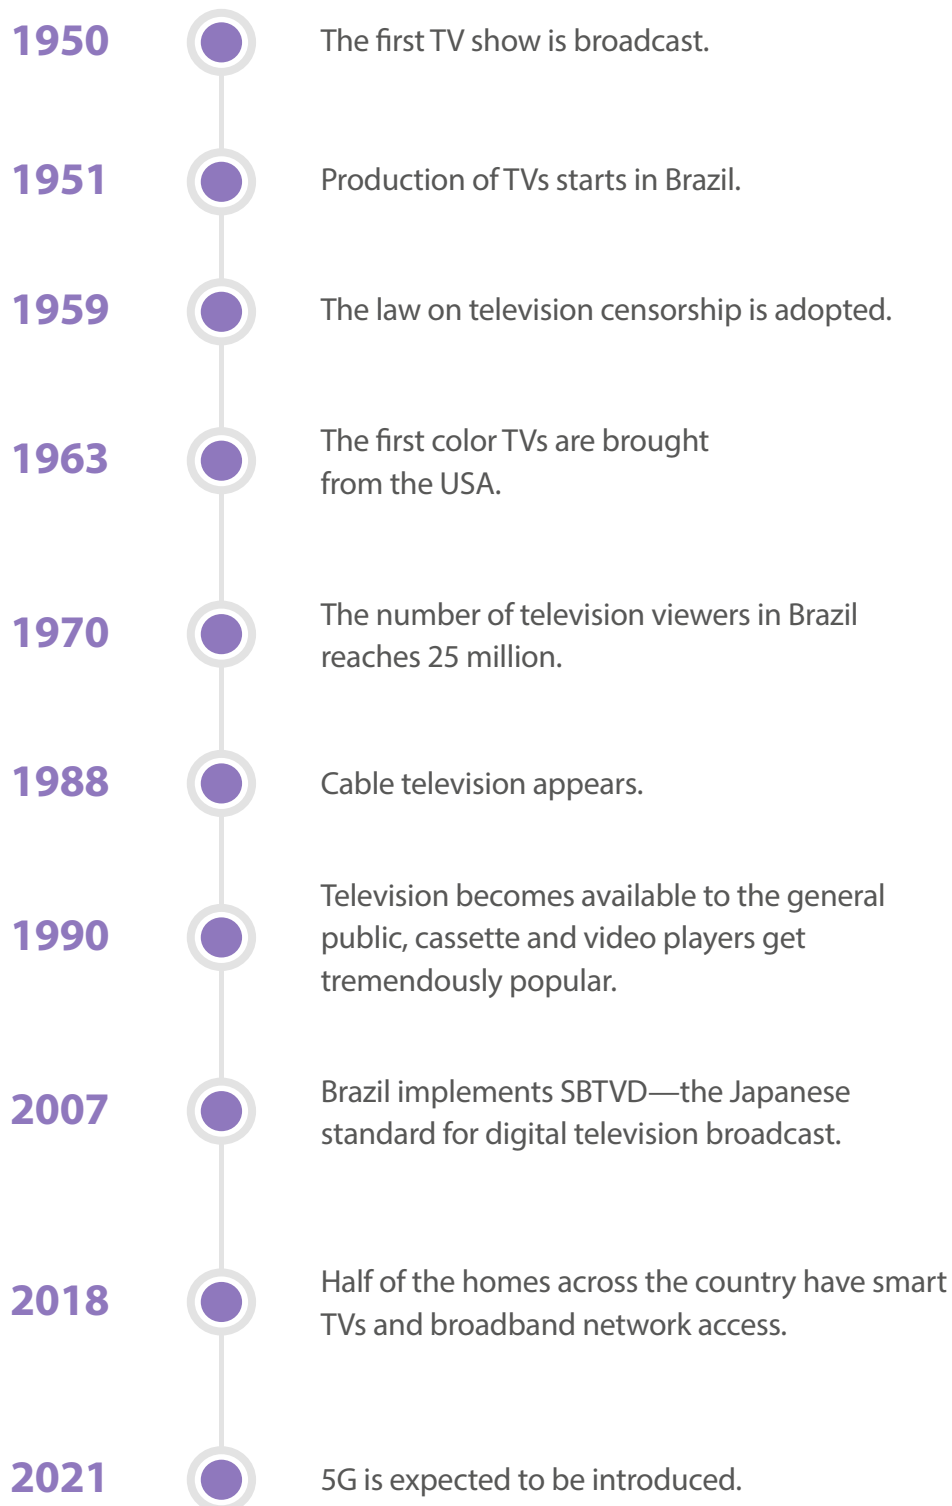 1950
The first TV show is broadcast.
1951
Production of TVs starts in Brazil.
1959
The law on television censorship is adopted.
1963
The first color TVs are brought
from the USA.
1970
The number of television viewers in Brazil
reaches 25 million.
1988
Cable television appears.
1990
Television becomes available to the general
public, cassette and video players get
tremendously popular.
2007
Brazil implements SBTVD—the Japanese
standard for digital television broadcast.
2018
Half of the homes across the country have smart
TVs and broadband network access.
2021
5G is expected to be introduced.